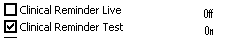 Clinical Reminder Live Off
Clinical Reminder Test On